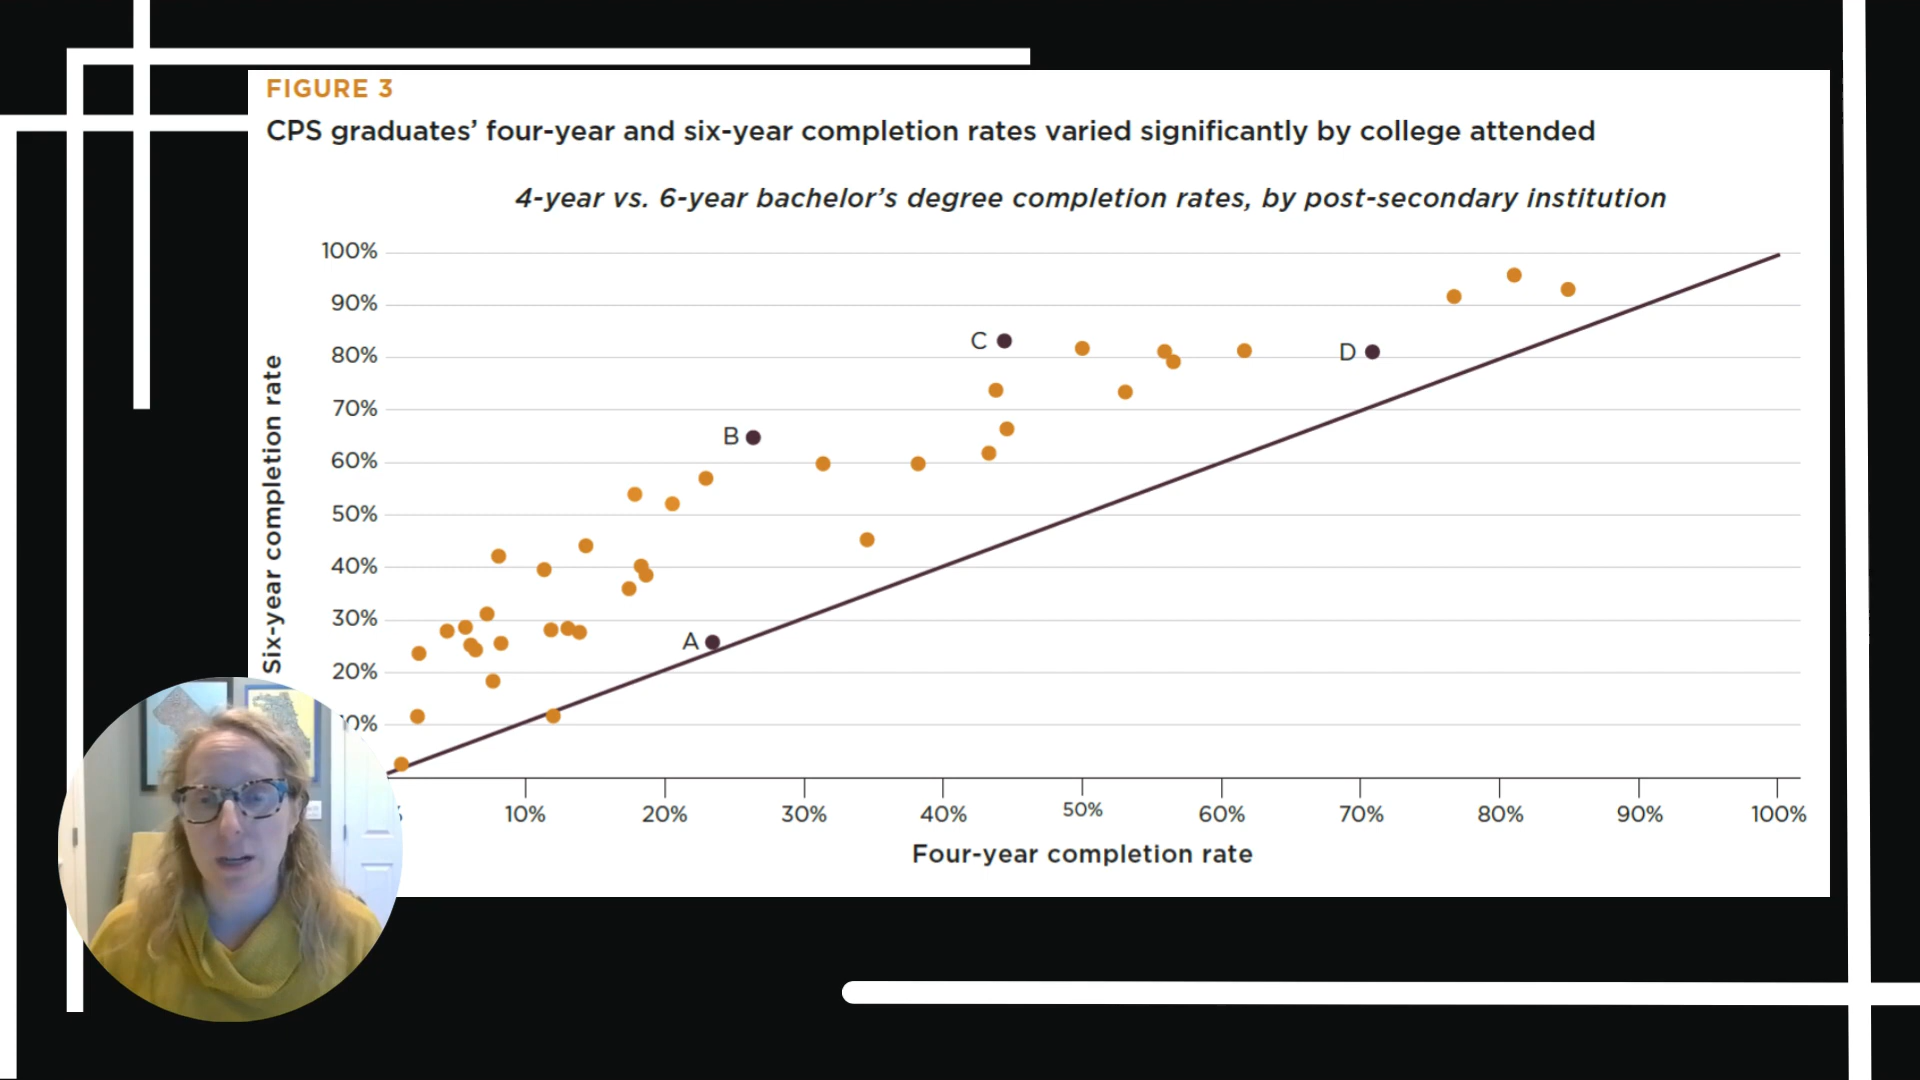 FIGURE 3
CPS graduates’ four-year and six-year completion rates varied significantly by college attended
4-year vs. 6-year bachelor’s degree completion rates, by post-secondary institution
Six-year completion rate
100%
90%
80%
70%
60%
50%
40%
30%
20%
0%
C
D
B
A
10%
20%
30%
40%
50%
60%
70%
80%
90%
100%
Four-year completion rate